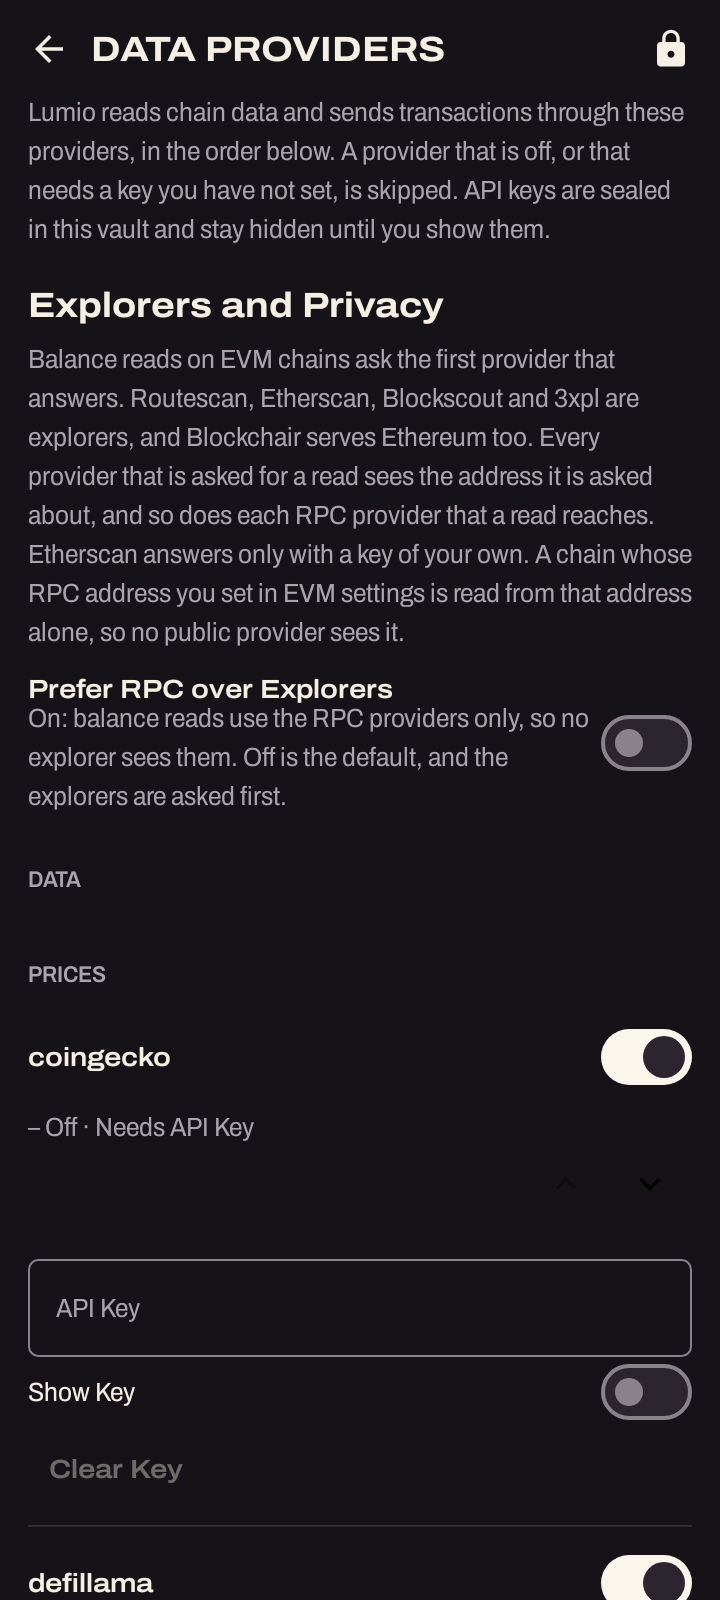 DATA PROVIDERS
Lumio reads chain data and sends transactions through these
providers, in the order below. A provider that is off, or that
needs a key you have not set, is skipped. API keys are sealed
in this vault and stay hidden until you show them.
Explorers and Privacy
Balance reads on EVM chains ask the first provider that
answers. Routescan, Etherscan, Blockscout and 3xpl are
explorers, and Blockchair serves Ethereum too. Every
provider that is asked for a read sees the address it is asked
about, and so does each RPC provider that a read reaches.
Etherscan answers only with a key of your own. A chain whose
RPC address you set in EVM settings is read from that address
alone, so no public provider sees it.
Prefer RPC over Explorers
On: balance reads use the RPC providers only, so no
explorer sees them. Off is the default, and the
explorers are asked first.
DATA
PRICES
coingecko
– Off · Needs API Key
API Key
Show Key
Clear Key
defillama